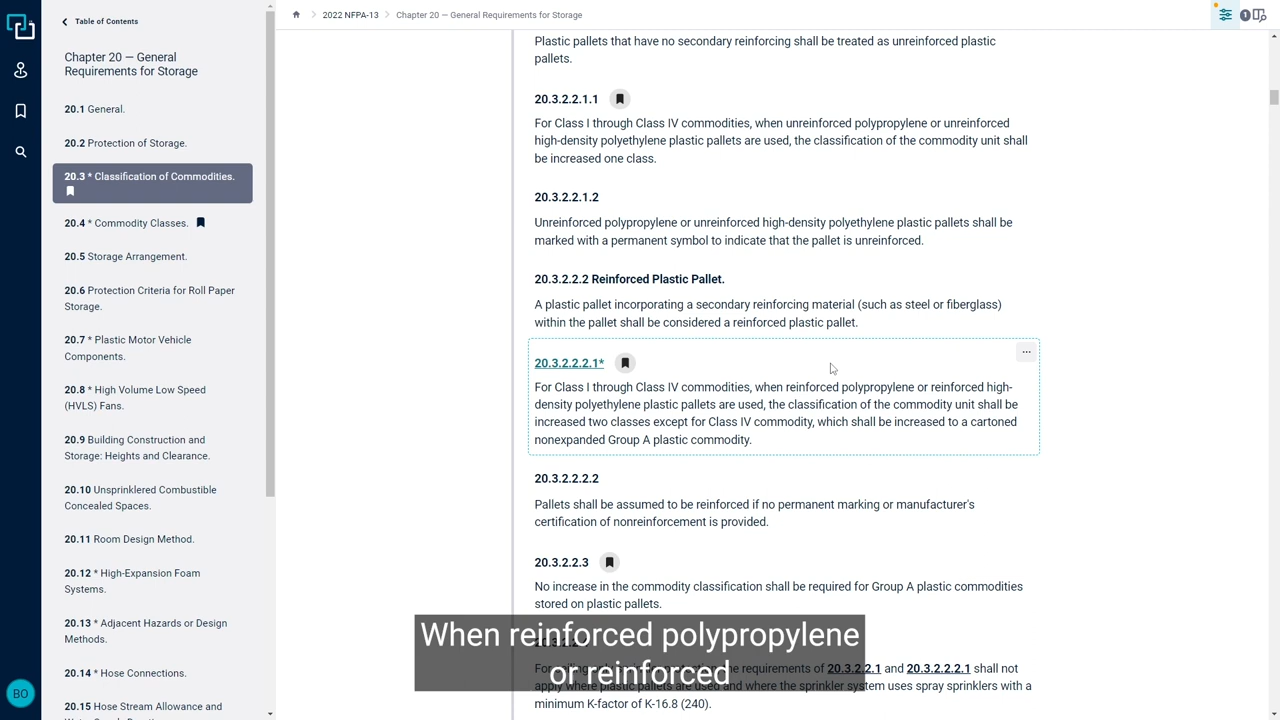 Table of Contents
Chapter 20 — General
Requirements for Storage
20.1 General.
20.2 Protection of Storage.
20.3 * Classification of Commodities.
20.4 * Commodity Classes.
20.5 Storage Arrangement.
20.6 Protection Criteria for Roll Paper
Storage.
20.7 * Plastic Motor Vehicle
Components.
20.8 * High Volume Low Speed
(HVLS) Fans.
20.9 Building Construction and
Storage: Heights and Clearance.
20.10 Unsprinklered Combustible
Concealed Spaces.
20.11 Room Design Method.
20.12 * High-Expansion Foam
Systems.
20.13 * Adjacent Hazards or Design
Methods.
20.14 * Hose Connections.
20.15 Hose Stream Allowance and
BO
2022 NFPA-13
Chapter 20 — General Requirements for Storage
1
Plastic pallets that have no secondary reinforcing shall be treated as unreinforced plastic
pallets.
20.3.2.2.1.1
For Class I through Class IV commodities, when unreinforced polypropylene or unreinforced
high-density polyethylene plastic pallets are used, the classification of the commodity unit shall
be increased one class.
20.3.2.2.1.2
Unreinforced polypropylene or unreinforced high-density polyethylene plastic pallets shall be
marked with a permanent symbol to indicate that the pallet is unreinforced.
20.3.2.2.2 Reinforced Plastic Pallet.
A plastic pallet incorporating a secondary reinforcing material (such as steel or fiberglass)
within the pallet shall be considered a reinforced plastic pallet.
20.3.2.2.2.1*
...
For Class I through Class IV commodities, when reinforced polypropylene or reinforced high-
density polyethylene plastic pallets are used, the classification of the commodity unit shall be
increased two classes except for Class IV commodity, which shall be increased to a cartoned
nonexpanded Group A plastic commodity.
20.3.2.2.2.2
Pallets shall be assumed to be reinforced if no permanent marking or manufacturer's
certification of nonreinforcement is provided.
20.3.2.2.3
No increase in the commodity classification shall be required for Group A plastic commodities
stored on plastic pallets.
requirements of 20.3.2.2.1 and 20.3.2.2.2.1 shall not
apply where plastic pallets are used and where the sprinkler system uses spray sprinklers with a
minimum K-factor of K-16.8 (240).
When reinforced polypropylene
or reinforced